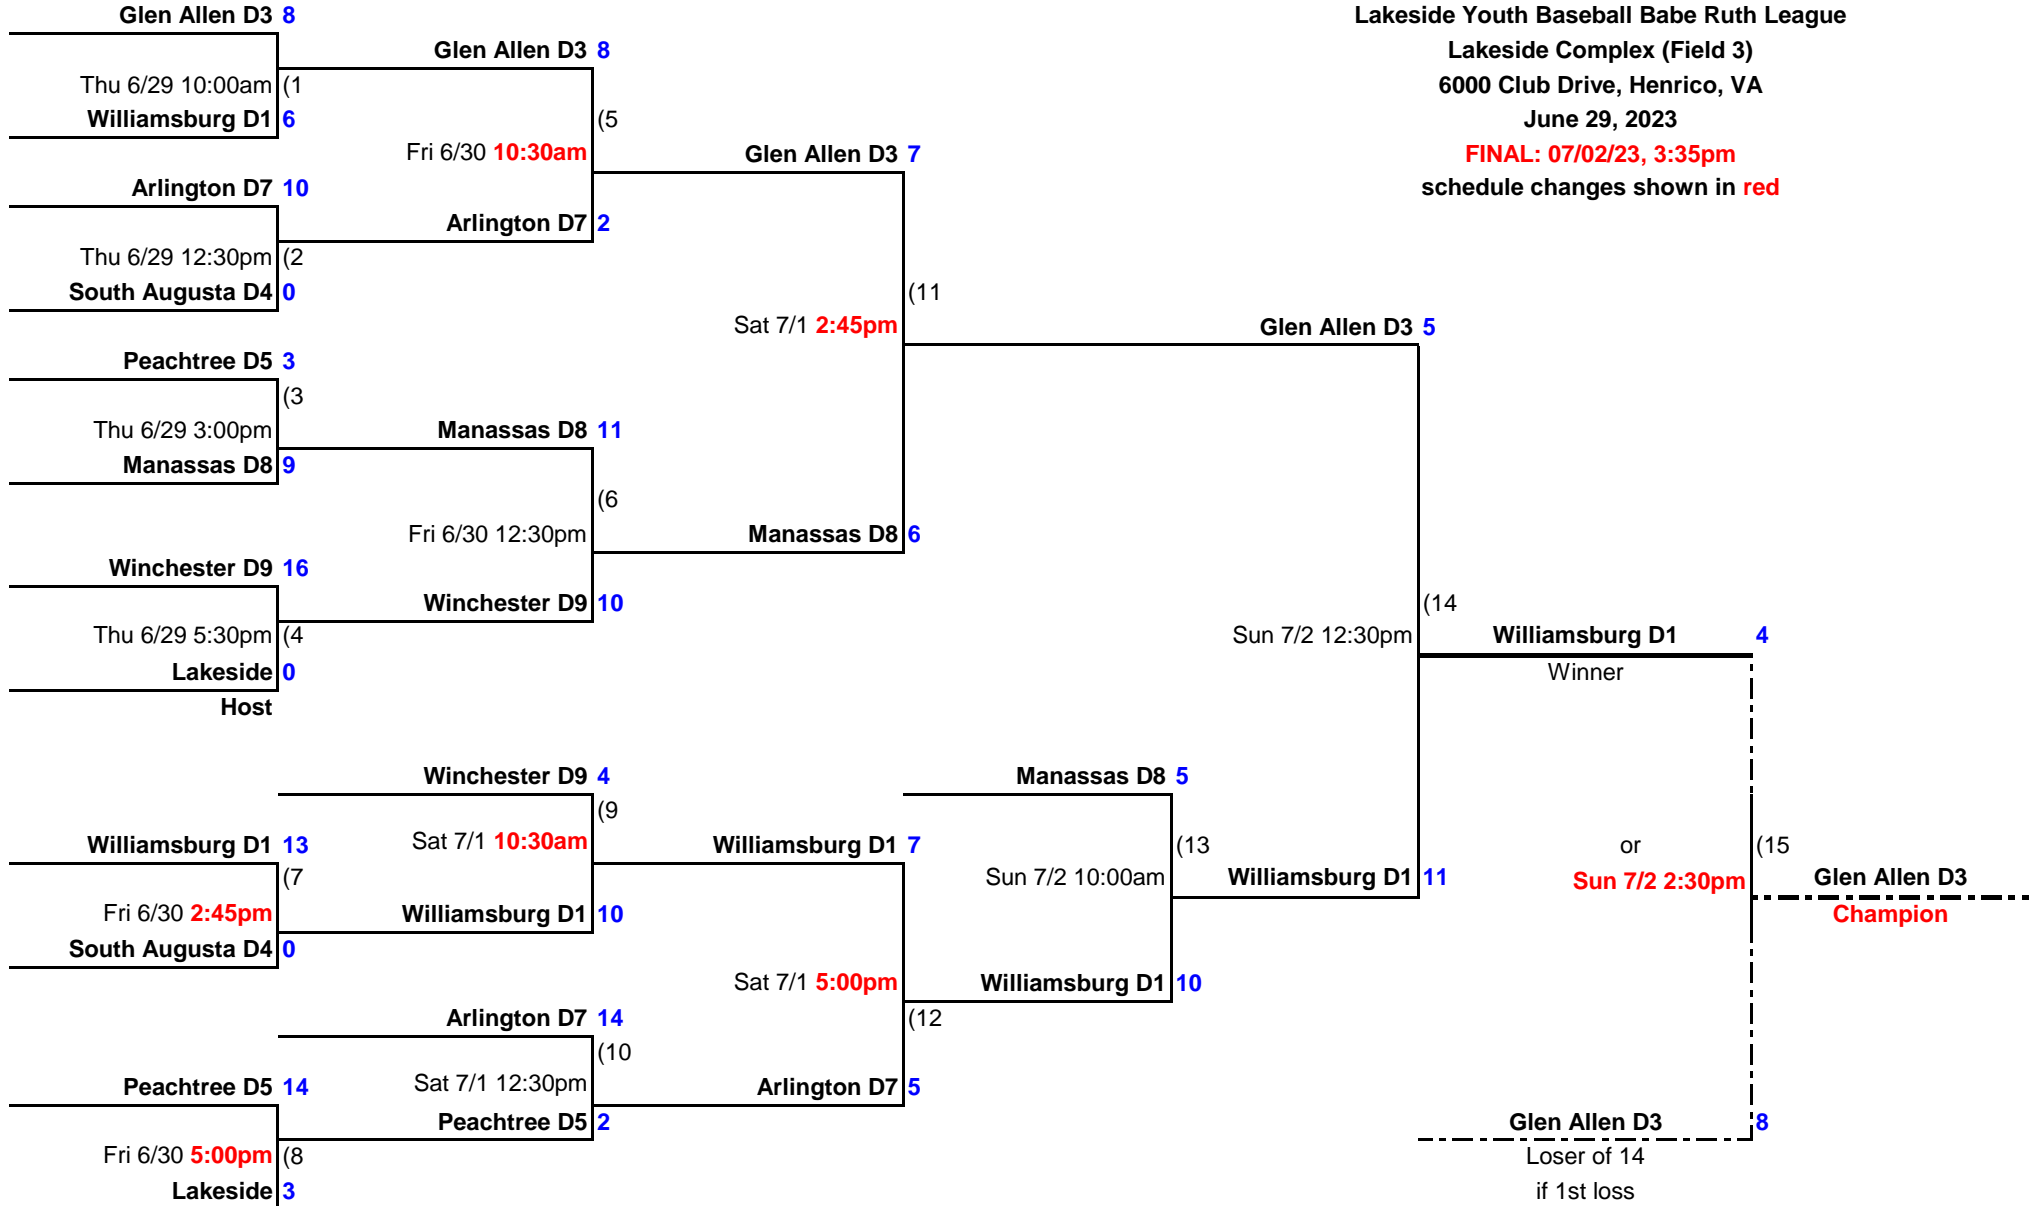 Glen Allen D3 8
Lakeside Youth Baseball Babe Ruth League
Glen Allen D3 8
Lakeside Complex (Field 3)
Thu 6/29 10:00am (1
6000 Club Drive, Henrico, VA
Williamsburg D1 6
(5
June 29, 2023
Fri 6/30 10:30am
Glen Allen D3 7
FINAL: 07/02/23, 3:35pm
Arlington D7 10
schedule changes shown in red
Arlington D7 2
Thu 6/29 12:30pm (2
South Augusta D4 0
(11
Sat 7/1 2:45pm
Glen Allen D3 5
Peachtree D5 3
(3
Thu 6/29 3:00pm
Manassas D8 11
Manassas D8 9
(6
Fri 6/30 12:30pm
Manassas D8 6
Winchester D9 16
Winchester D9 10
(14
Thu 6/29 5:30pm (4
Sun 7/2 12:30pm
Williamsburg D1 4
Lakeside 0
Winner
Host
Winchester D9 4
Manassas D8 5
(9
Williamsburg D1 13
Sat 7/1 10:30am
Williamsburg D1 7
(13
or
(15
(7
Sun 7/2 10:00am
Williamsburg D1 11
Sun 7/2 2:30pm
Glen Allen D3
Fri 6/30 2:45pm
Williamsburg D1 10
Champion
South Augusta D4 0
Sat 7/1 5:00pm
Williamsburg D1 10
Arlington D7 14
(12
(10
Peachtree D5 14
Sat 7/1 12:30pm
Arlington D7 5
Peachtree D5 2
Glen Allen D3 8
Fri 6/30 5:00pm (8
Loser of 14
Lakeside 3
if 1st loss